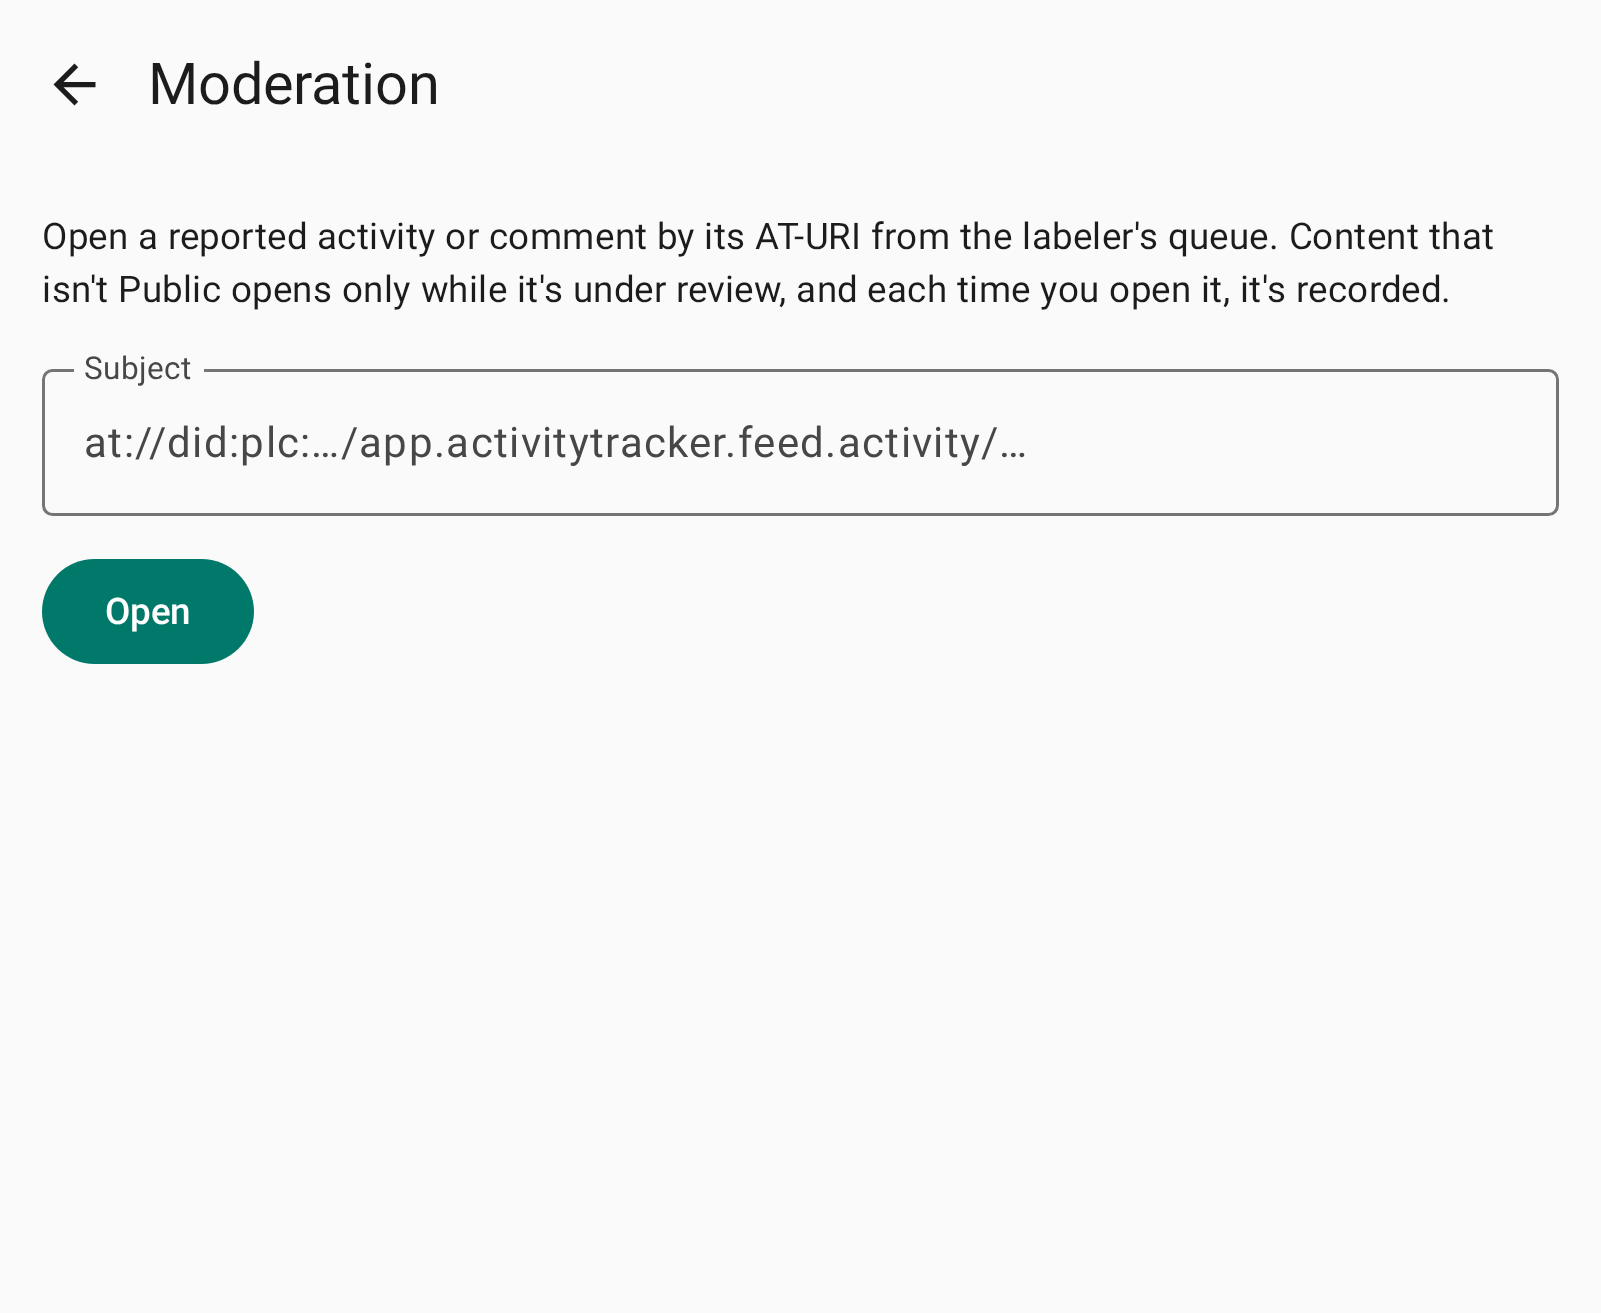 Moderation
Open a reported activity or comment by its AT-URI from the labeler's queue. Content that
isn't Public opens only while it's under review, and each time you open it, it's recorded.
Subject
at://did:plc:…/app.activitytracker.feed.activity/…
Open